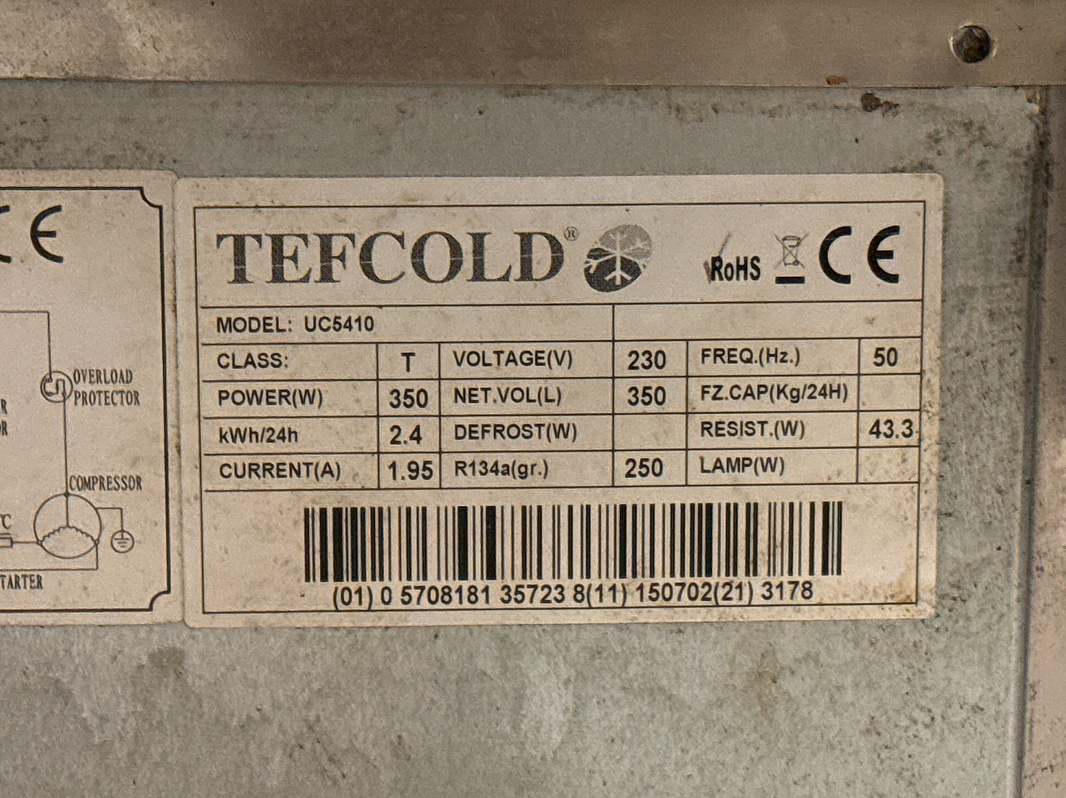 CE
OVERLOAD
PROTECTOR
COMPRESSOR
TEFCOLD®
RoHS CE
MODEL: UC5410
CLASS: T VOLTAGE(V) 230 FREQ.(Hz.) 50
POWER(W) 350 NET.VOL(L) 350 FZ.CAP(Kg/24H)
kWh/24h 2.4 DEFROST(W) RESIST.(W) 43.3
CURRENT(A) 1.95 R134a(gr.) 250 LAMP(W)
(01) 0 5708181 35723 8(11) 150702(21) 3178